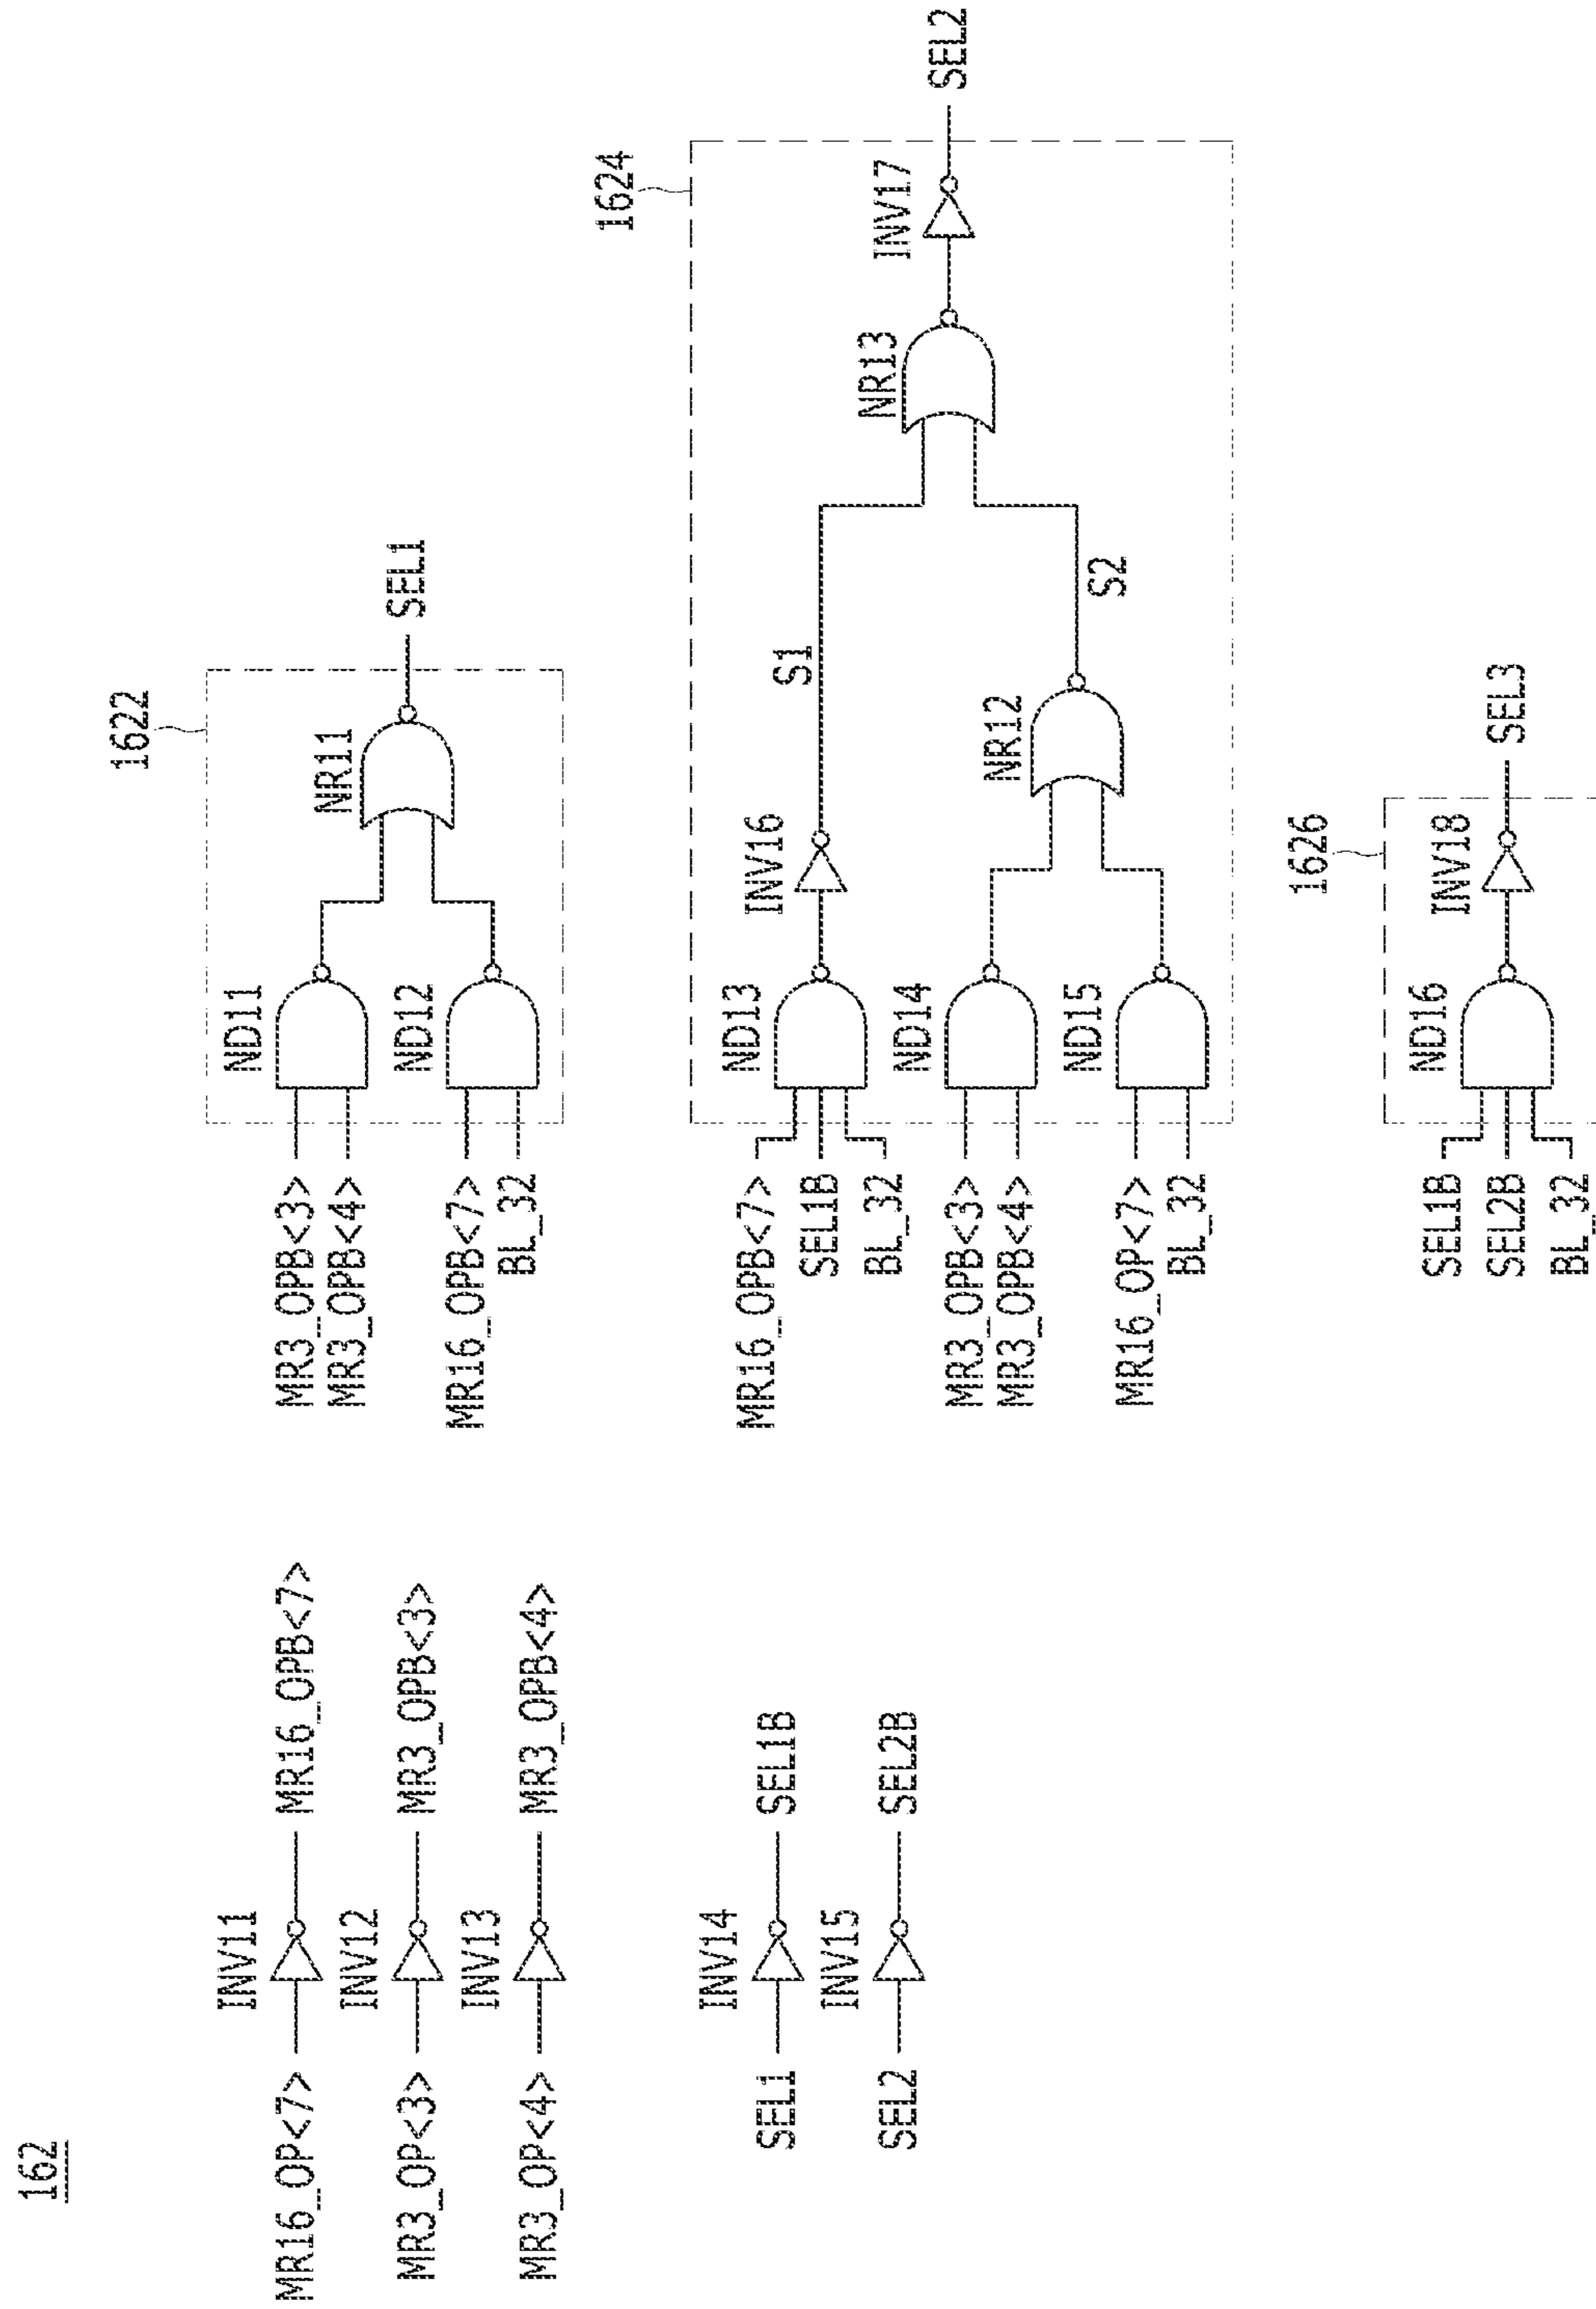 162
MR16_OP<7>
INV11
MR16_OPB<7>
MR3_OP<3>
INV12
MR3_OPB<3>
MR3_OP<4>
INV13
MR3_OPB<4>
SEL1
INV14
SEL1B
SEL2
INV15
SEL2B
1622
MR3_OPB<3>
MR3_OPB<4>
ND11
MR16_OPB<7>
BL_32
ND12
NR11
SEL1
1624
MR16_OPB<7>
SEL1B
BL_32
ND13
INV16
S1
MR3_OPB<3>
MR3_OPB<4>
ND14
MR16_OP<7>
BL_32
ND15
NR12
S2
NR13
INV17
SEL2
1626
SEL1B
SEL2B
BL_32
ND16
INV18
SEL3